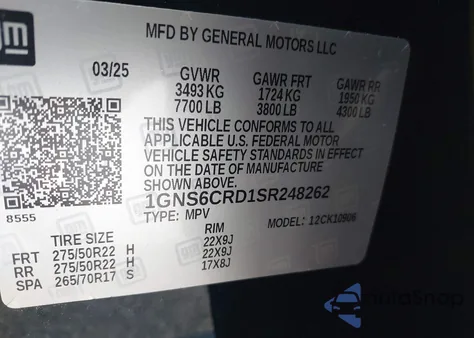 gm
MFD BY GENERAL MOTORS LLC
03/25 GVWR GAWR FRT GAWR RR
3493 KG 1724 KG 1950 KG
7700 LB 3800 LB 4300 LB
THIS VEHICLE CONFORMS TO ALL
APPLICABLE U.S. FEDERAL MOTOR
VEHICLE SAFETY STANDARDS IN EFFECT
ON THE DATE OF MANUFACTURE
SHOWN ABOVE.
1GNS6CRD1SR248262
8555 TYPE: MPV MODEL: 12CK10906
TIRE SIZE RIM
FRT 275/50R22 H 22X9J
RR 275/50R22 H 22X9J
SPA 265/70R17 S 17X8J
AutoSnap